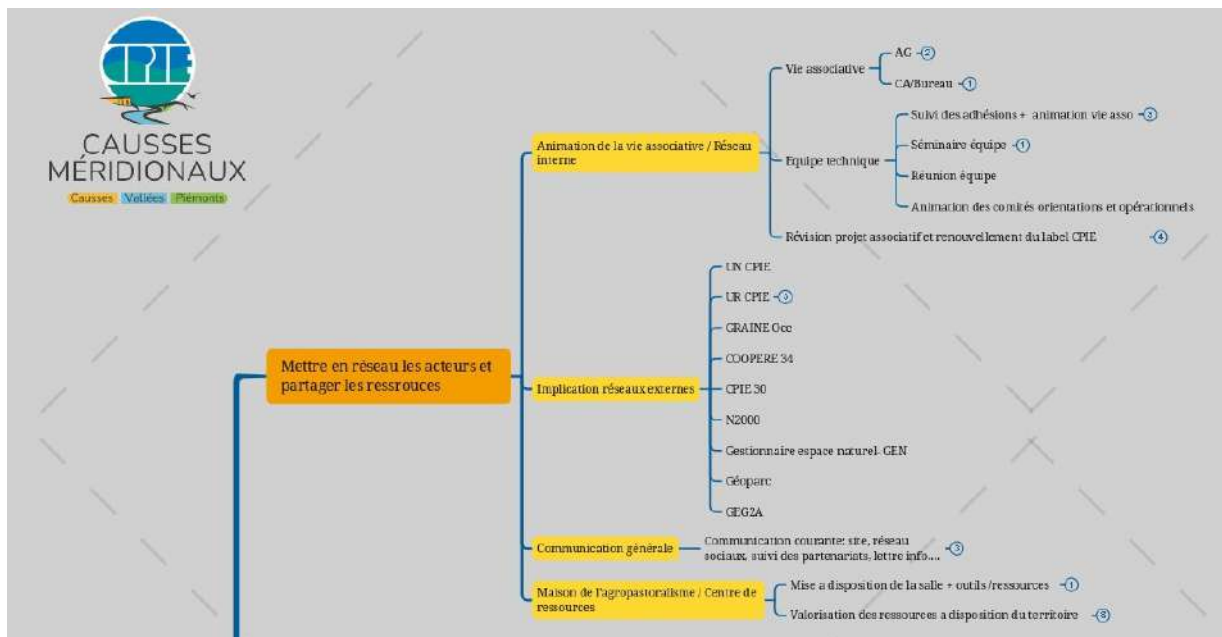 CPIE
CAUSSES
MÉRIDIONAUX
Causses Vallées Piémonts
Mettre en réseau les acteurs et
partager les ressrouces
Animation de la vie associative / Réseau
interne
Vie associative
AG 2
CA/Bureau 1
Equipe technique
Suivi des adhésions + animation vie asso 3
Séminaire équipe 1
Réunion équipe
Animation des comités orientations et opérationnels
Révision projet associatif et renouvellement du label CPIE 4
Implication réseaux externes
UN CPIE
UR CPIE 3
GRAINE Occ
COOPERE 34
CPIE 30
N2000
Gestionnaire espace naturel- GEN
Géoparc
GEG2A
Communication générale
Communication courante: site, réseau
sociaux, suivi des partenariats, lettre info....
3
Maison de l'agropastoralisme / Centre de
ressources
Mise a disposition de la salle + outils /ressources 1
Valorisation des ressources a disposition du territoire 8